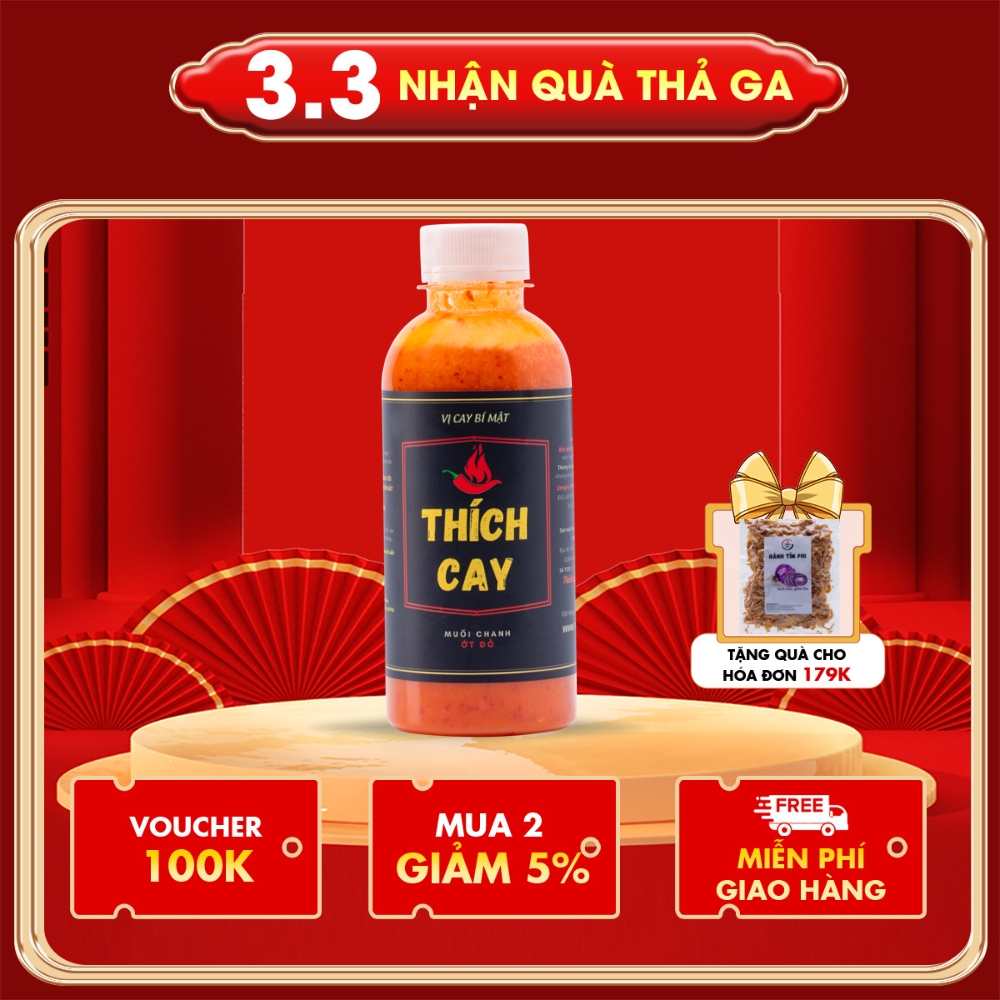 3.3 NHẬN QUÀ THẢ GA
VỊ CAY BÍ MẬT
THÍCH
CAY
MUỐI CHANH
ỚT ĐỎ
HÀNH TÍM PHI
TẶNG QUÀ CHO
HÓA ĐƠN 179K
VOUCHER
100K
MUA 2
GIẢM 5%
FREE
MIỄN PHÍ
GIAO HÀNG